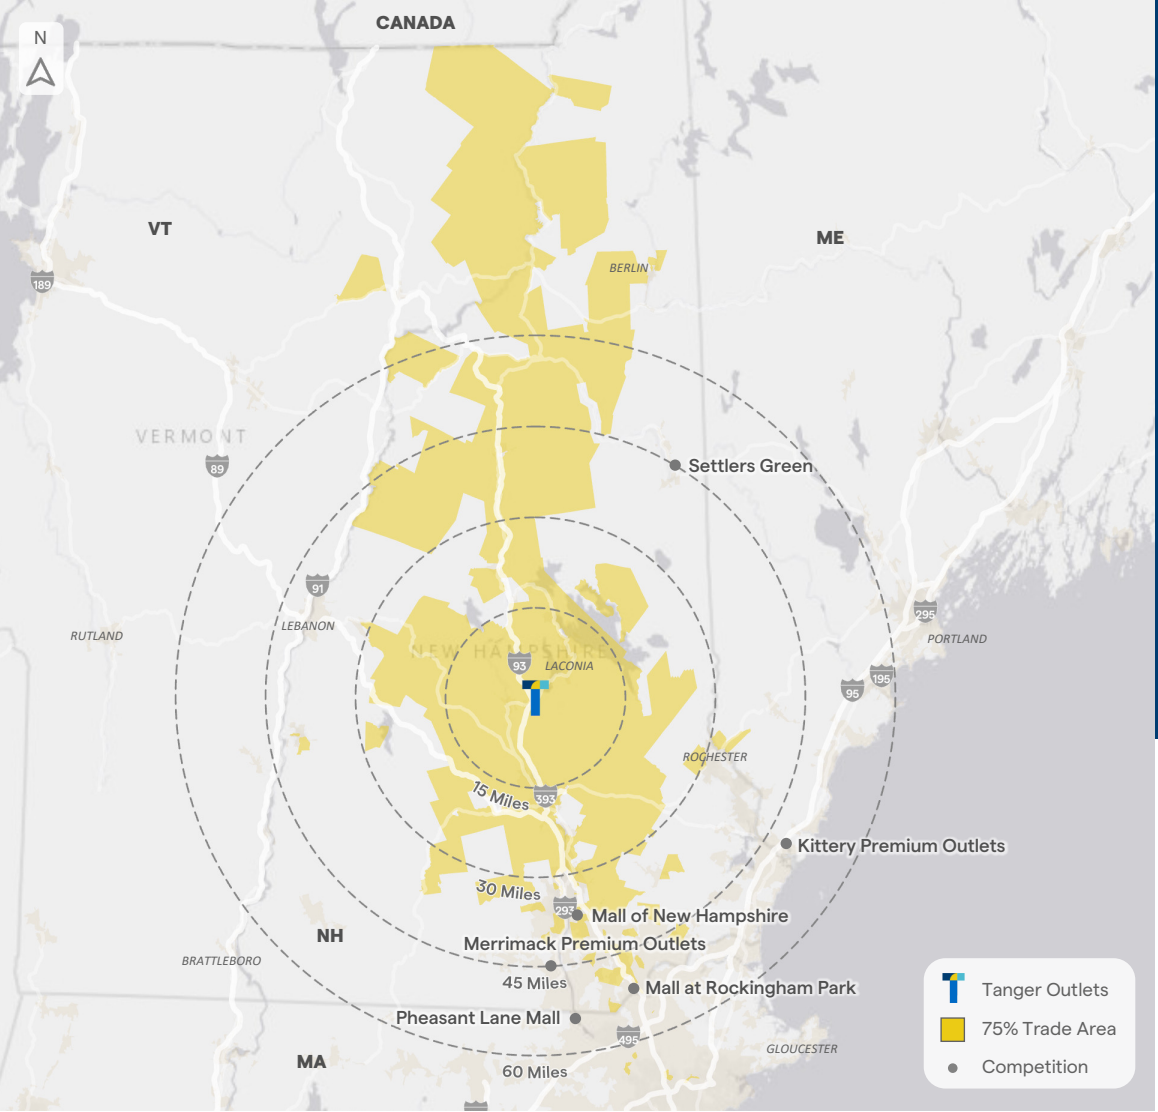 CANADA
N
VT
ME
BERLIN
189
VERMONT
89
Settlers Green
91
LEBANON
RUTLAND
295
PORTLAND
NEW HAMPSHIRE
93
LACONIA
195
95
ROCHESTER
15 Miles
393
Kittery Premium Outlets
30 Miles
293
Mall of New Hampshire
NH
Merrimack Premium Outlets
BRATTLEBORO
45 Miles
Mall at Rockingham Park
Pheasant Lane Mall
495
GLOUCESTER
MA
60 Miles
Tanger Outlets
75% Trade Area
Competition